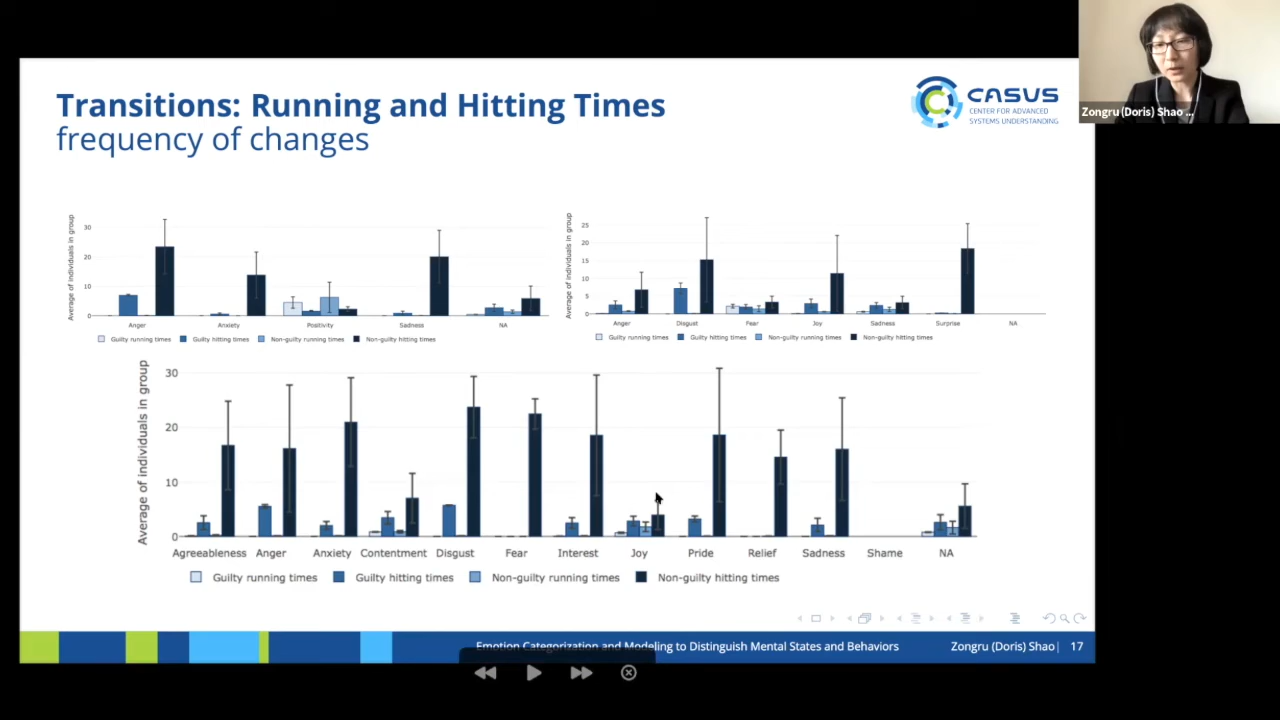 Transitions: Running and Hitting Times
frequency of changes
CASUS
CENTER FOR ADVANCED
SYSTEMS UNDERSTANDING
Zongru (Doris) Shao ...
Average of individuals in group
30
20
10
0
Anger Anxiety Positivity Sadness NA
Guilty running times Guilty hitting times Non-guilty running times Non-guilty hitting times
Average of individuals in group
25
20
15
10
5
0
Anger Disgust Fear Joy Sadness Surprise NA
Guilty running times Guilty hitting times Non-guilty running times Non-guilty hitting times
Average of individuals in group
30
20
10
0
Agreeableness Anger Anxiety Contentment Disgust Fear Interest Joy Pride Relief Sadness Shame NA
Guilty running times Guilty hitting times Non-guilty running times Non-guilty hitting times
Emotion Categorization and Modeling to Distinguish Mental States and Behaviors
Zongru (Doris) Shao| 17